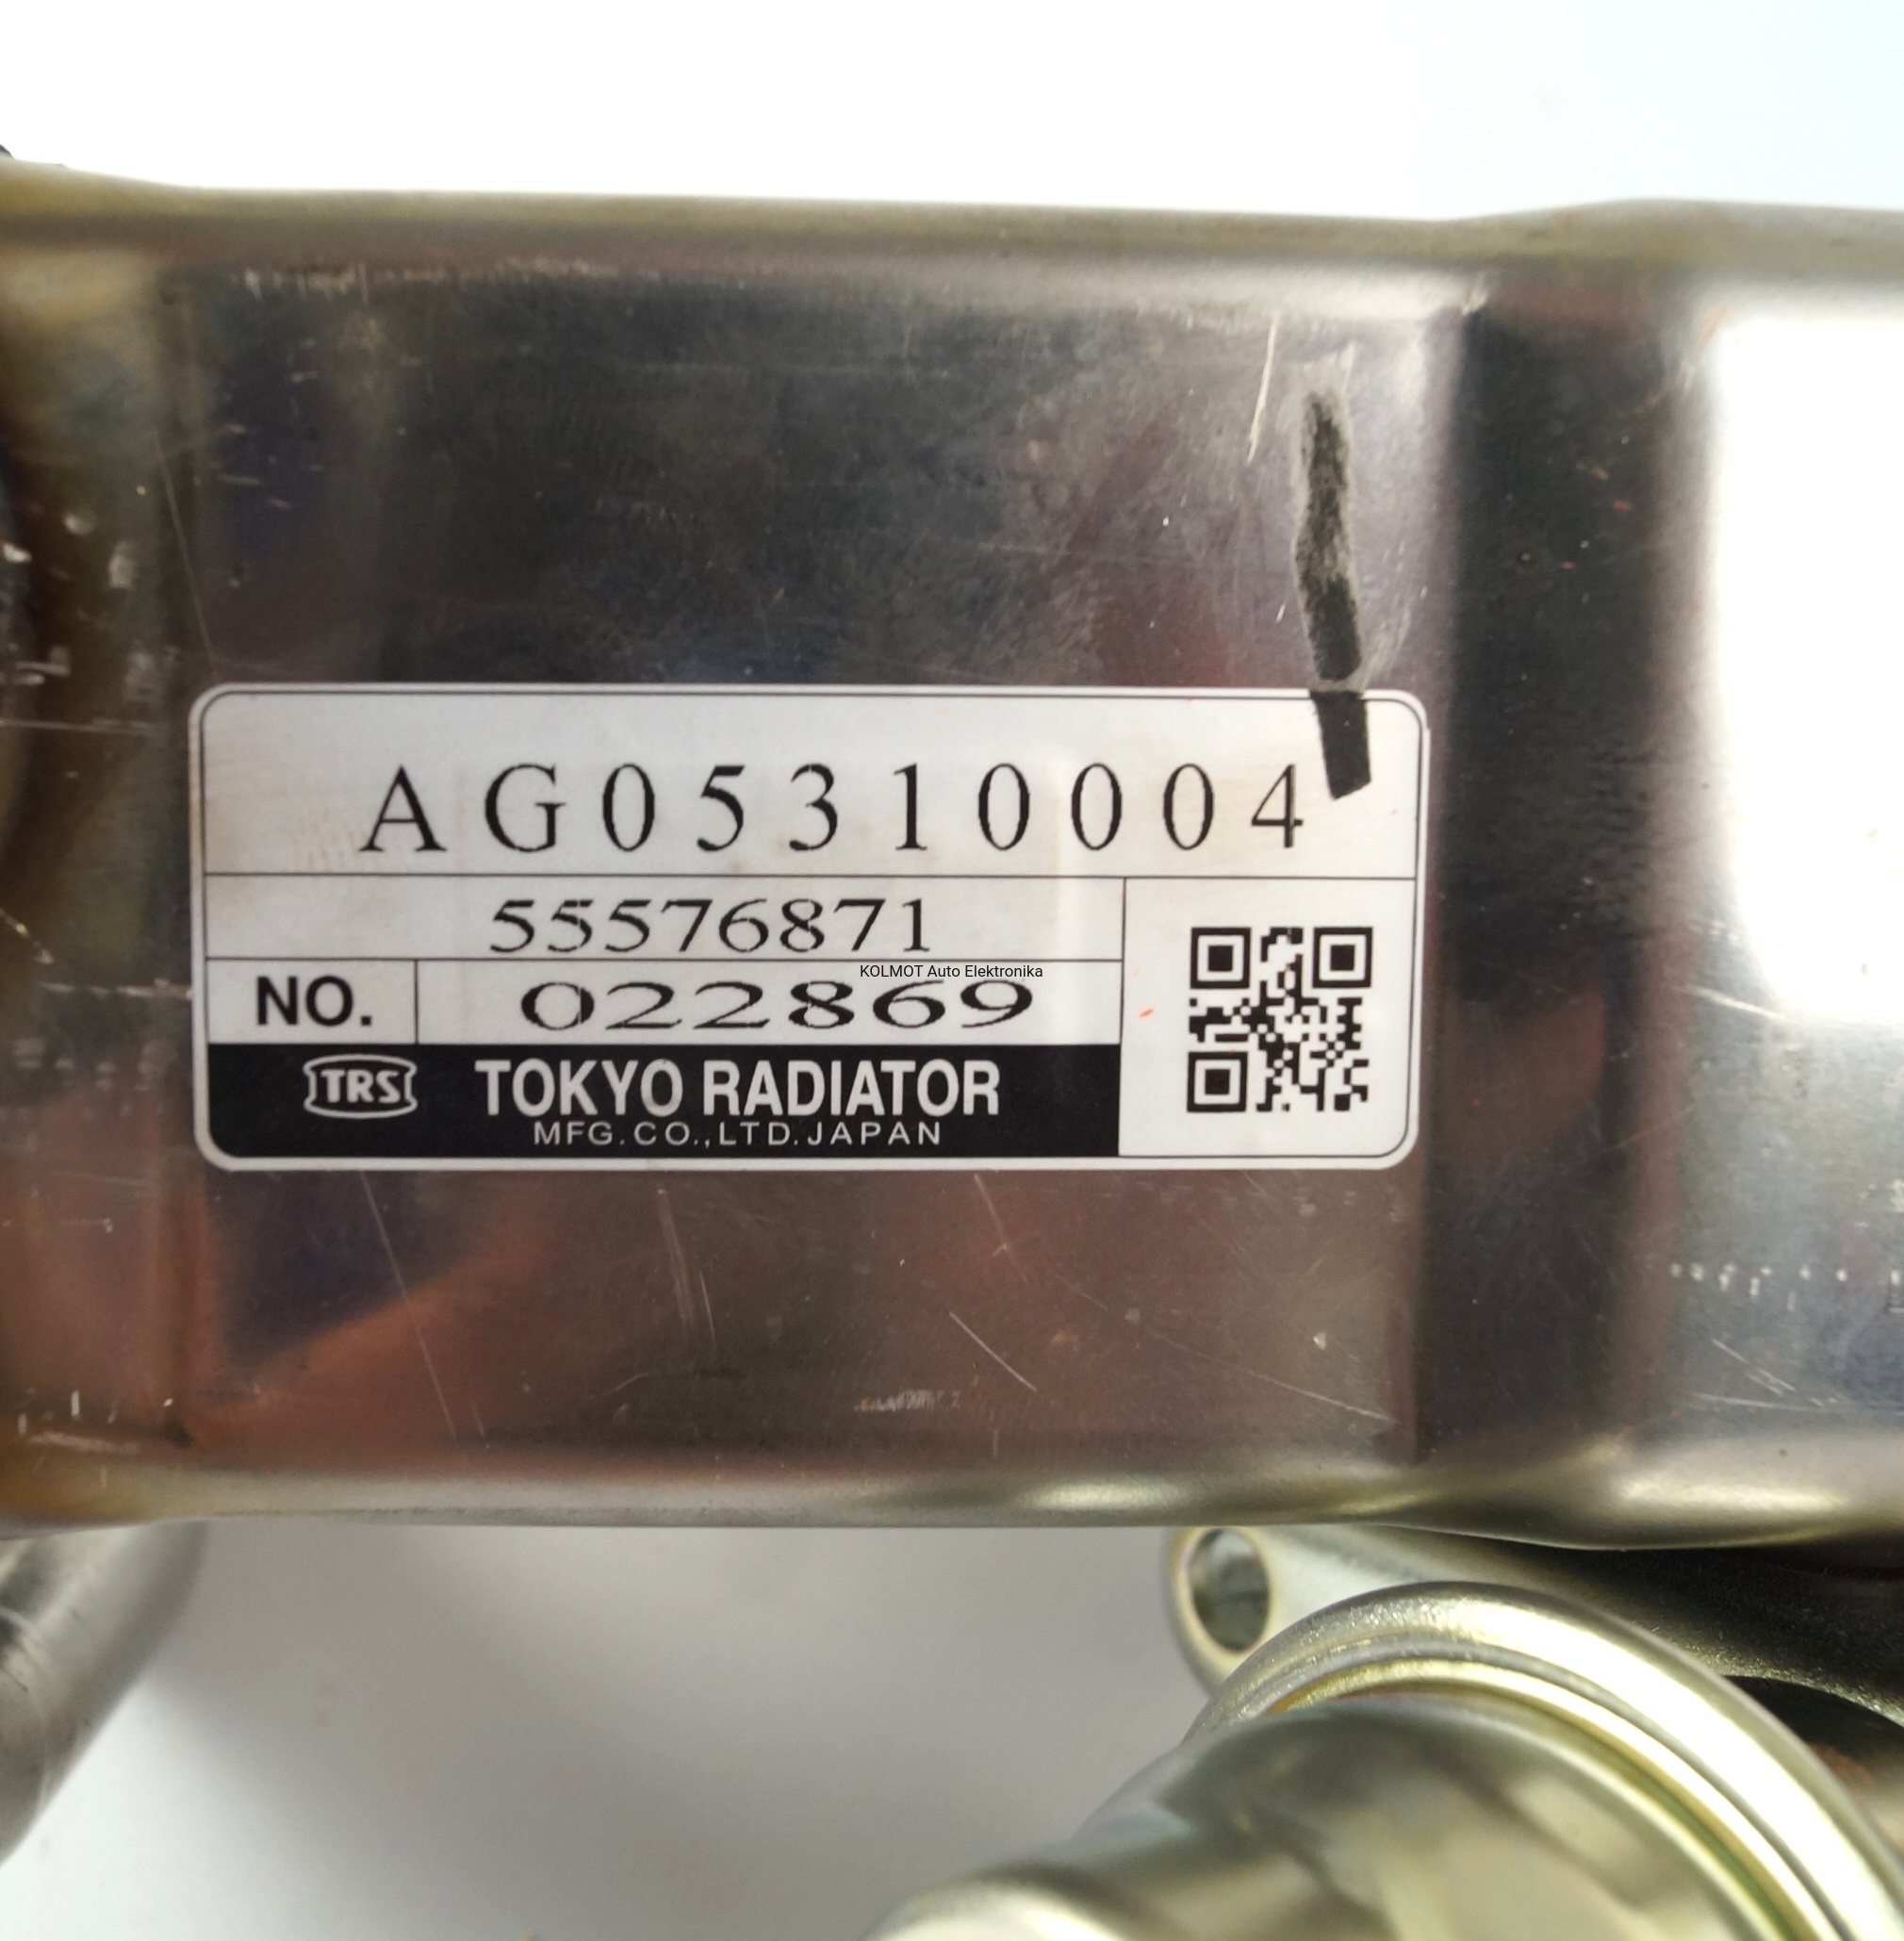 AG05310004
55576871
KOLMOT Auto Elektronika
NO. 022869
TRS TOKYO RADIATOR
MFG.CO.,LTD.JAPAN